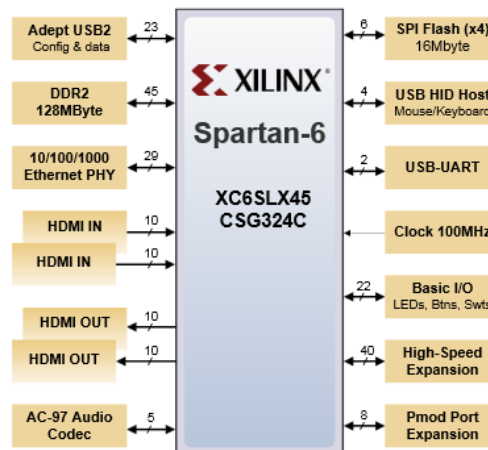 Adept USB2
Config & data
23
DDR2
128MByte
45
10/100/1000
Ethernet PHY
29
HDMI IN
10
HDMI IN
10
HDMI OUT
10
HDMI OUT
10
AC-97 Audio
Codec
5
XILINX
Spartan-6
XC6SLX45
CSG324C
6
SPI Flash (x4)
16Mbyte
4
USB HID Host
Mouse/Keyboard
2
USB-UART
Clock 100MHz
22
Basic I/O
LEDs, Btns, Swts
40
High-Speed
Expansion
8
Pmod Port
Expansion